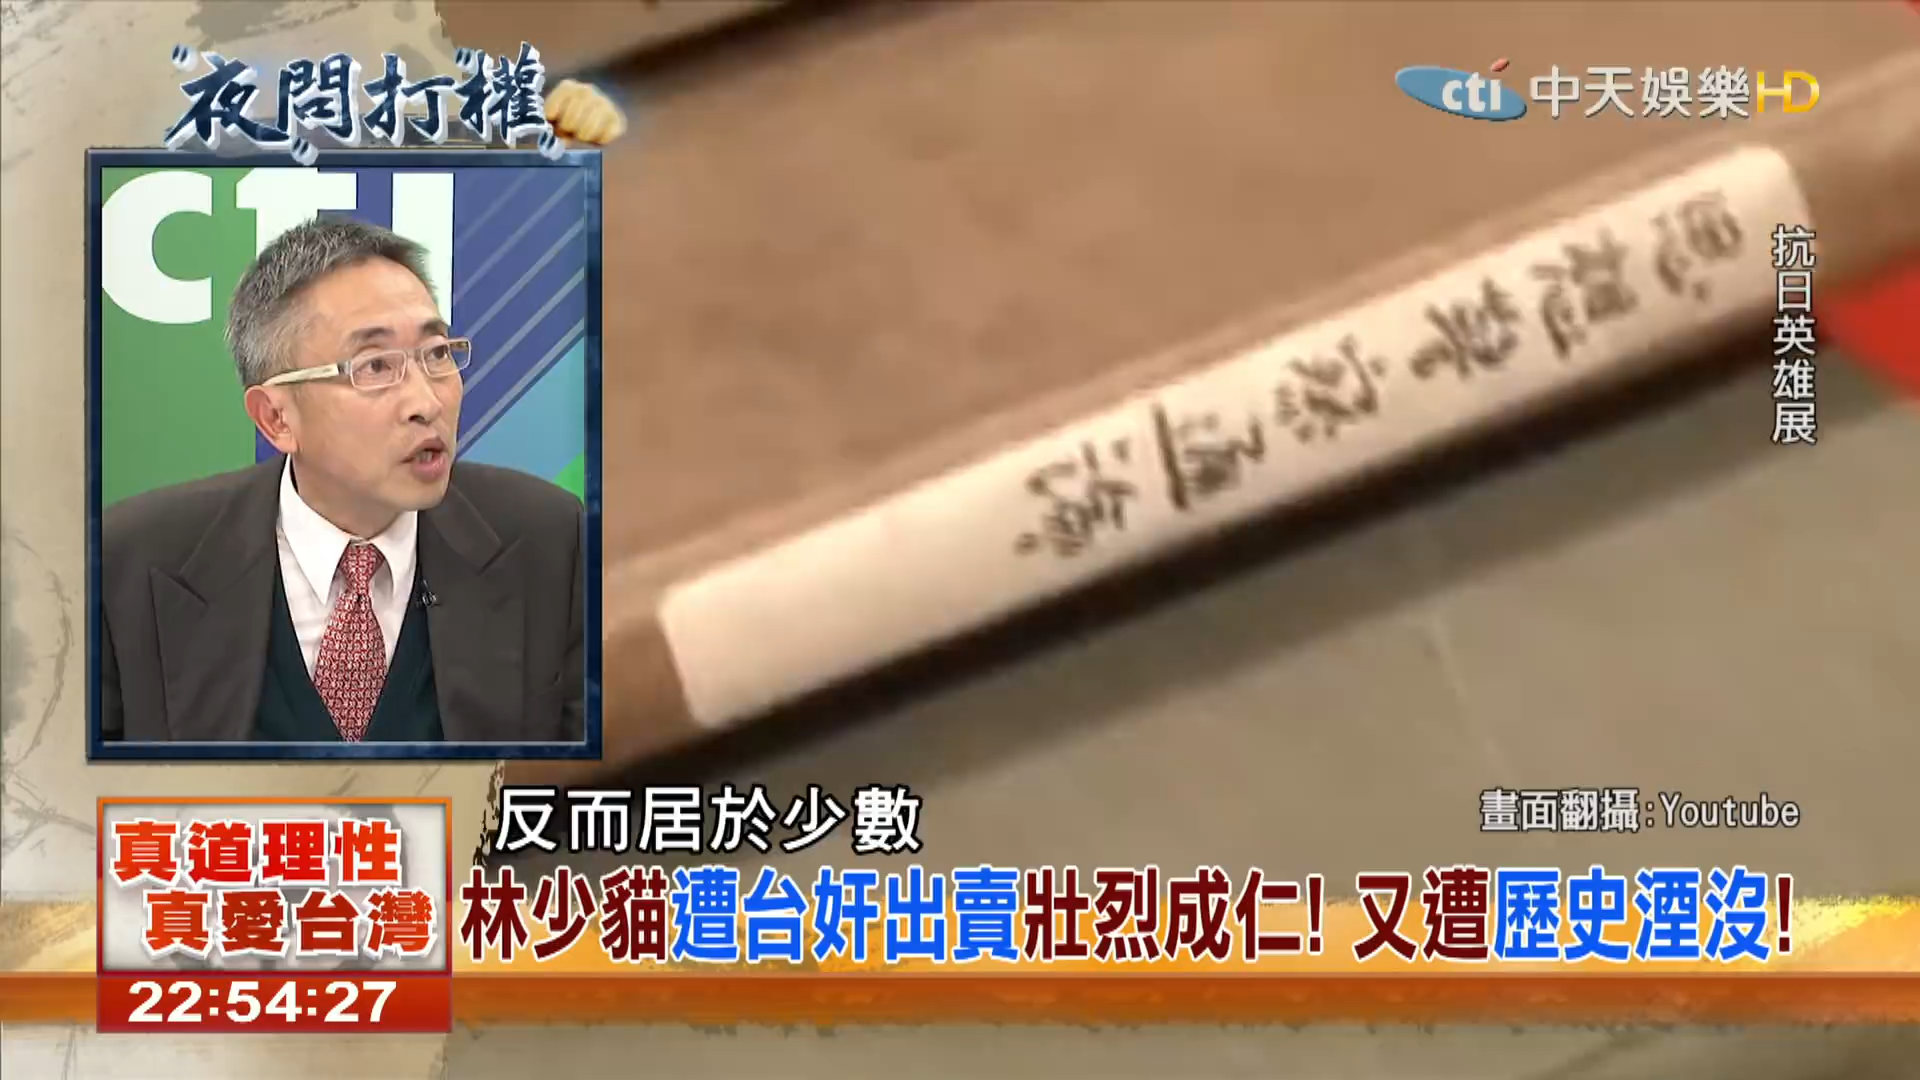 "夜"問打"權"
cti 中天娛樂HD
cti
抗日英雄展
反而居於少數
畫面翻攝:Youtube
真道理性
真愛台灣
林少貓遭台奸出賣壯烈成仁! 又遭歷史湮沒!
22:54:27